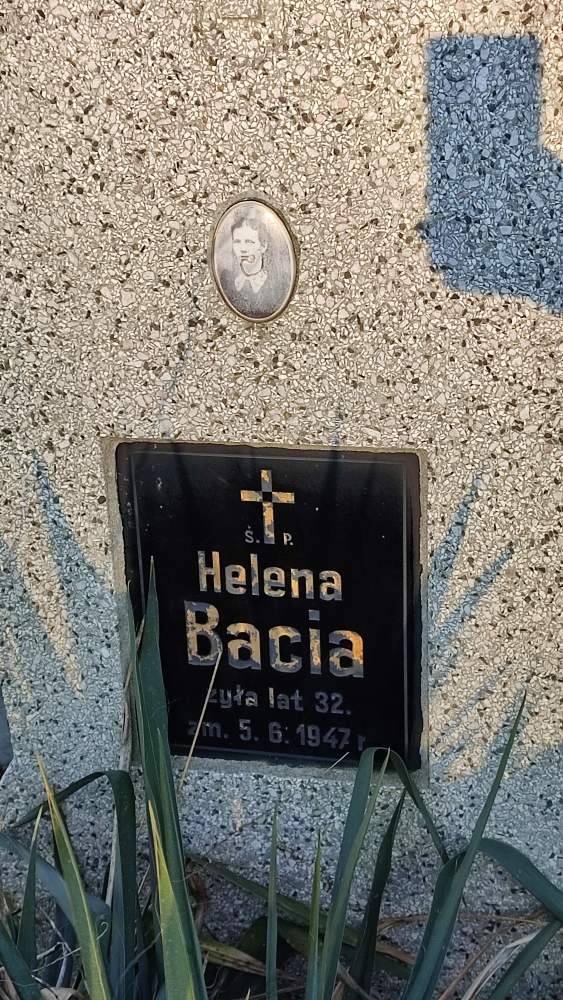 Ś. P.
Helena
Bacia
żyła lat 32.
zm. 5. 6. 1947 r